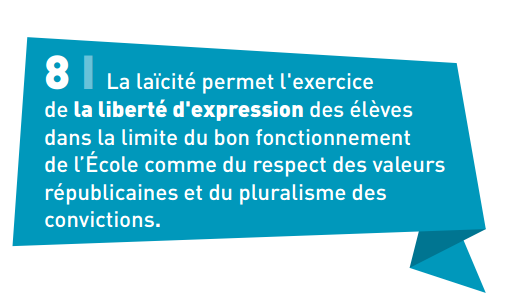 8 | La laïcité permet l'exercice
de la liberté d'expression des élèves
dans la limite du bon fonctionnement
de l’École comme du respect des valeurs
républicaines et du pluralisme des
convictions.